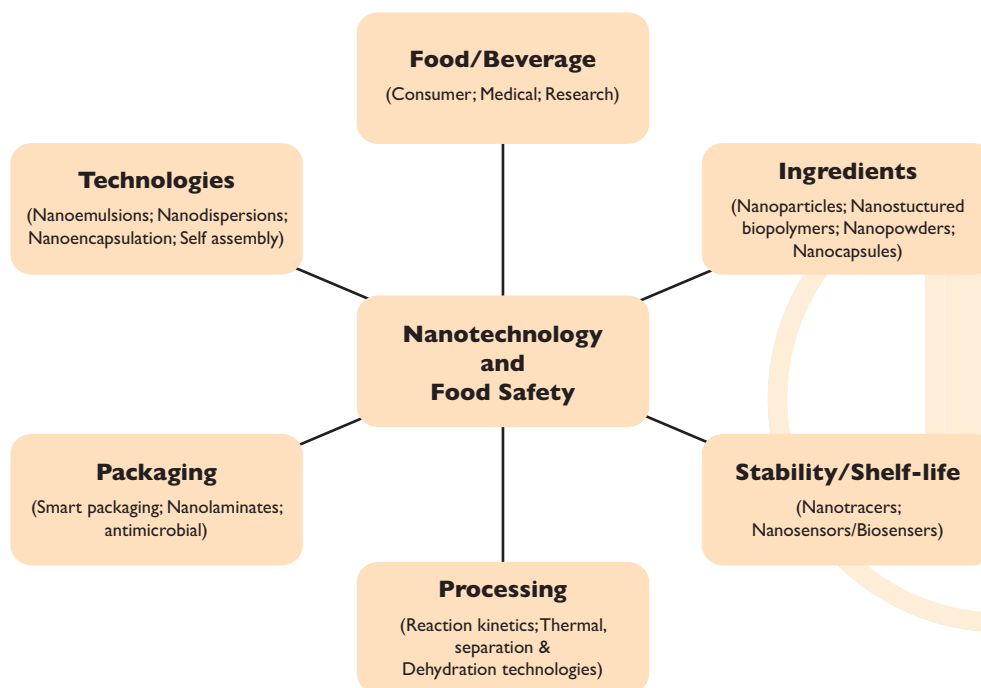 Food/Beverage
(Consumer; Medical; Research)
Technologies
(Nanoemulsions; Nanodispersions;
Nanoencapsulation; Self assembly)
Ingredients
(Nanoparticles; Nanostuctured
biopolymers; Nanopowders;
Nanocapsules)
Nanotechnology
and
Food Safety
Packaging
(Smart packaging; Nanolaminates;
antimicrobial)
Stability/Shelf-life
(Nanotracers;
Nanosensors/Biosensers)
Processing
(Reaction kinetics; Thermal,
separation &
Dehydration technologies)